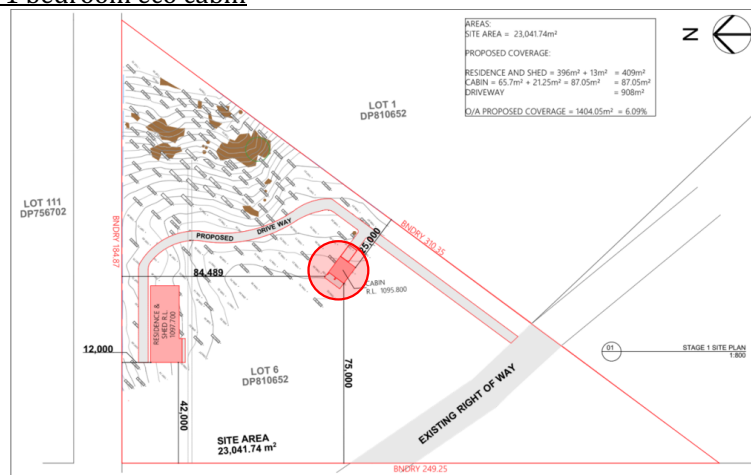 1 bedroom eco cabin
AREAS:
SITE AREA = 23,041.74m²
PROPOSED COVERAGE:
RESIDENCE AND SHED = 396m² + 13m² = 409m²
CABIN = 65.7m² + 21.25m² = 87.05m² = 87.05m²
DRIVEWAY = 908m²
O/A PROPOSED COVERAGE = 1404.05m² = 6.09%
N
LOT 1
DP810652
LOT 111
DP756702
BNDRY 184.87
PROPOSED DRIVE WAY
BNDRY 310.35
25,000
84,489
CABIN
R.L. 1095.800
RESIDENCE &
SHED R.L.
1097.700
12,000
LOT 6
DP810652
75,000
42,000
EXISTING RIGHT OF WAY
01
STAGE 1 SITE PLAN
1:800
SITE AREA
23,041.74 m²
BNDRY 249.25